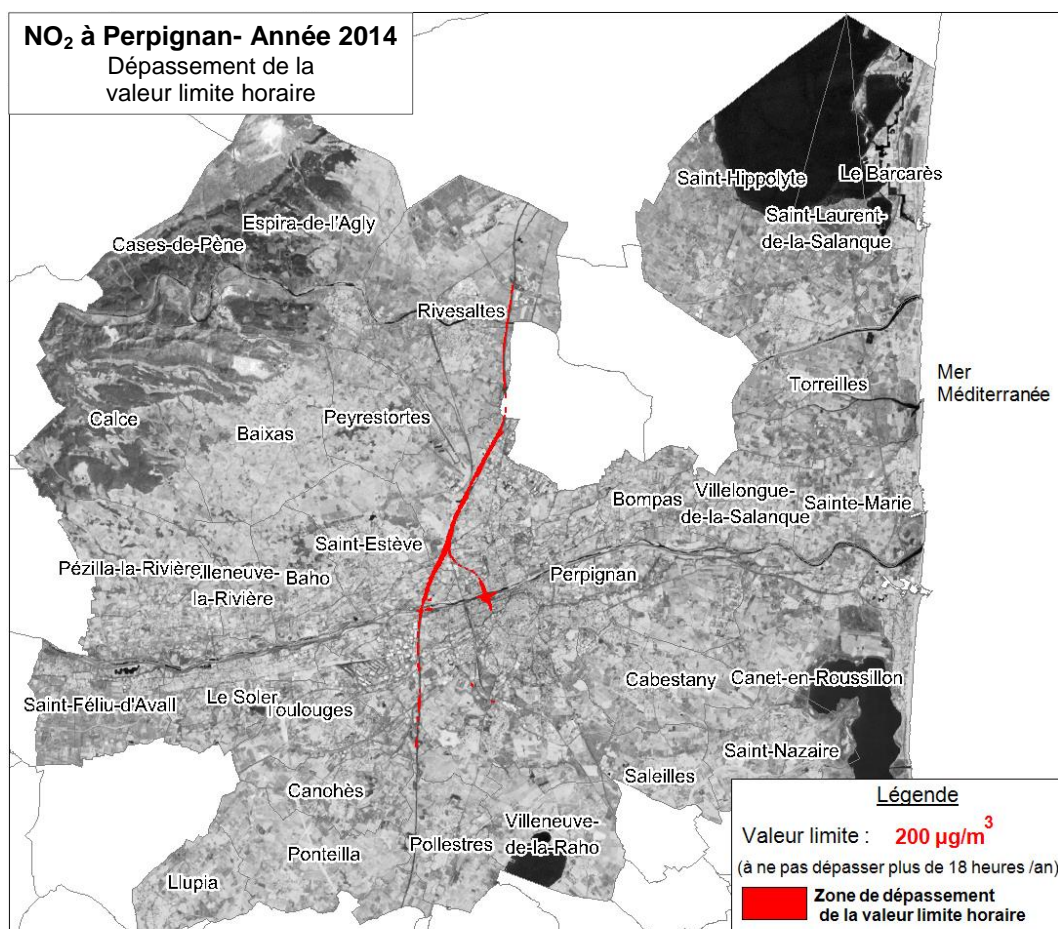 NO₂ à Perpignan- Année 2014
Dépassement de la
valeur limite horaire
Saint-Hippolyte
Le Barcarès
Saint-Laurent-
de-la-Salanque
Espira-de-l'Agly
Cases-de-Pène
Rivesaltes
Mer
Méditerranée
Torreilles
Calce
Baixas
Peyrestortes
Bompas
Villelongue-
de-la-Salanque
Sainte-Marie
Saint-Estève
Pézilla-la-Rivière
Villeneuve-
la-Rivière
Baho
Perpignan
Saint-Féliu-d'Avall
Le Soler
Toulouges
Cabestany
Canet-en-Roussillon
Saint-Nazaire
Saleilles
Canohès
Villeneuve-
de-la-Raho
Pollestres
Ponteilla
Llupia
Légende
Valeur limite : 200 µg/m³
(à ne pas dépasser plus de 18 heures /an)
Zone de dépassement
de la valeur limite horaire